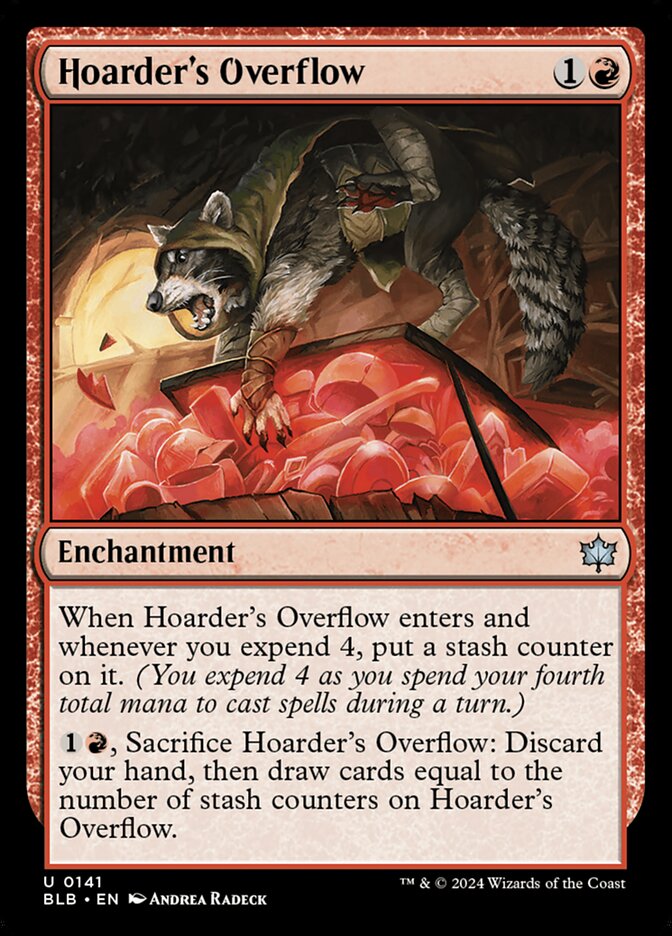 Hoarder's Overflow 1
Enchantment
When Hoarder's Overflow enters and
whenever you expend 4, put a stash counter
on it. (You expend 4 as you spend your fourth
total mana to cast spells during a turn.)
1, Sacrifice Hoarder's Overflow: Discard
your hand, then draw cards equal to the
number of stash counters on Hoarder's
Overflow.
U 0141
BLB • EN ANDREA RADECK
™ & © 2024 Wizards of the Coast